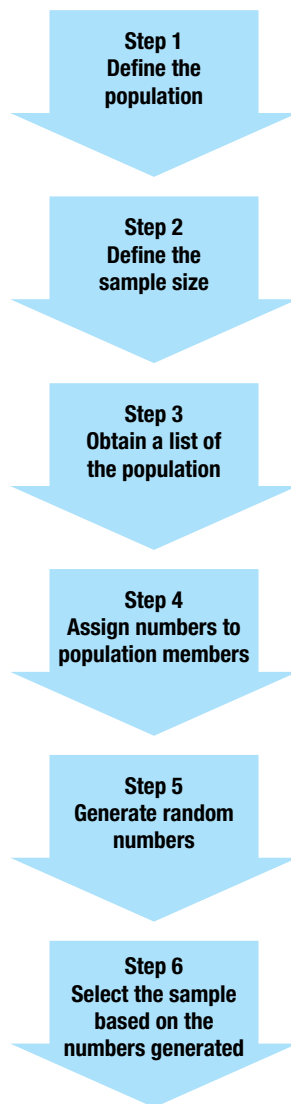 Step 1
Define the
population
Step 2
Define the
sample size
Step 3
Obtain a list of
the population
Step 4
Assign numbers to
population members
Step 5
Generate random
numbers
Step 6
Select the sample
based on the
numbers generated